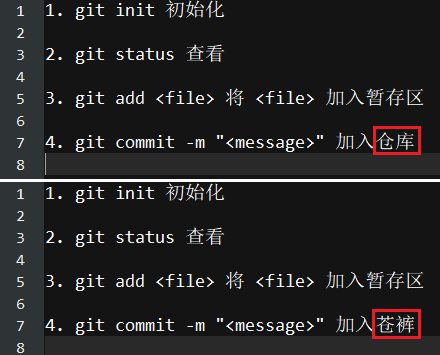 1 1. git init 初始化
2
3 2. git status 查看
4
5 3. git add <file> 将 <file> 加入暂存区
6
7 4. git commit -m "<message>" 加入仓库
8
1 1. git init 初始化
2
3 2. git status 查看
4
5 3. git add <file> 将 <file> 加入暂存区
6
7 4. git commit -m "<message>" 加入苍裤
8